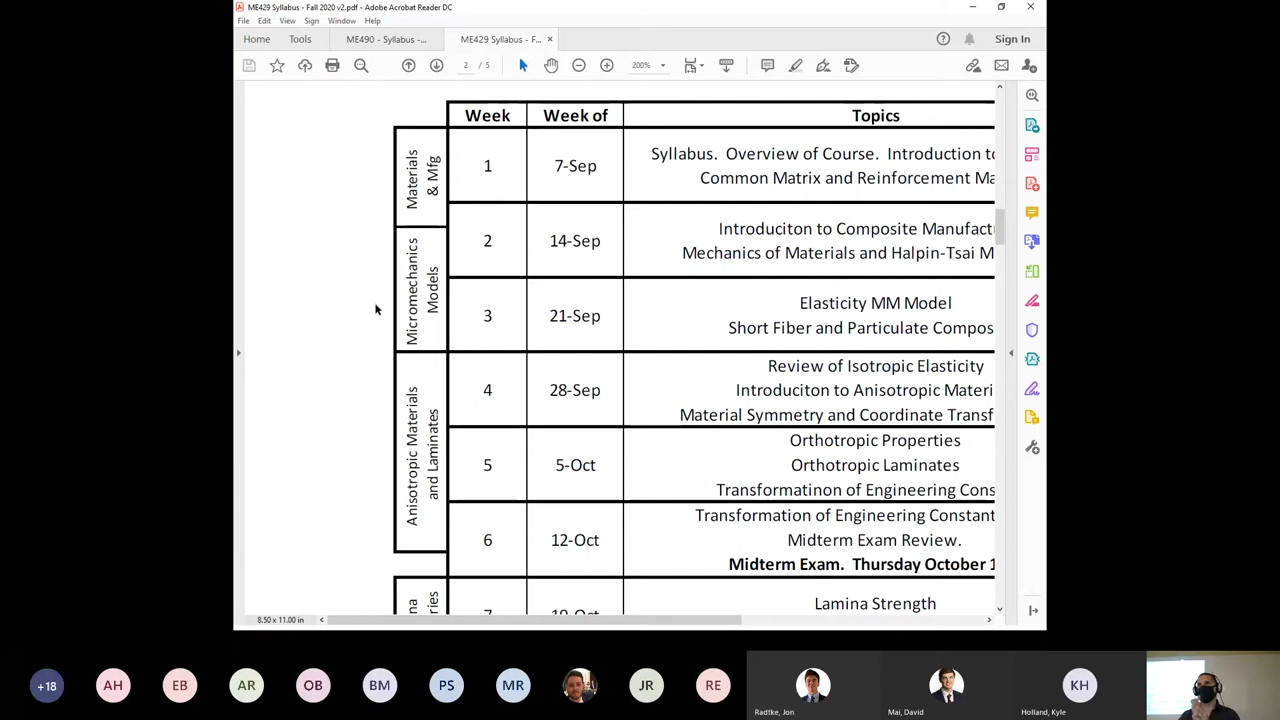 ME429 Syllabus - Fall 2020 v2.pdf - Adobe Acrobat Reader DC
File Edit View Sign Window Help
Home Tools ME490 - Syllabus -... ME429 Syllabus - F... Sign In
2 / 5 200%
Week Week of Topics
Materials & Mfg
1 7-Sep Syllabus. Overview of Course. Introduction to
Common Matrix and Reinforcement Ma
Micromechanics Models
2 14-Sep Introduciton to Composite Manufact
Mechanics of Materials and Halpin-Tsai M
3 21-Sep Elasticity MM Model
Short Fiber and Particulate Compos
Anisotropic Materials and Laminates
4 28-Sep Review of Isotropic Elasticity
Introduciton to Anisotropic Materi
Material Symmetry and Coordinate Transf
5 5-Oct Orthotropic Properties
Orthotropic Laminates
Transformatinon of Engineering Cons
6 12-Oct Transformation of Engineering Constant
Midterm Exam Review.
Midterm Exam. Thursday October 1
7 19-Oct Lamina Strength
8.50 x 11.00 in
+18 AH EB AR OB BM PS MR JR RE KH
Radtke, Jon Mai, David Holland, Kyle